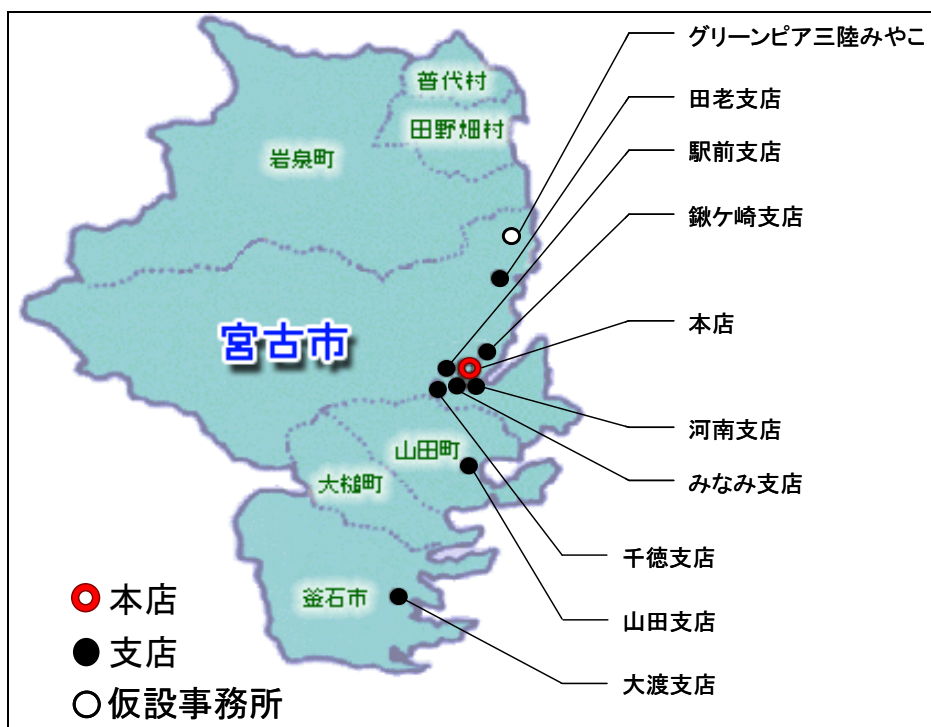 グリーンピア三陸みやこ
普代村
田老支店
田野畑村
駅前支店
岩泉町
鍬ケ崎支店
本店
宮古市
河南支店
山田町
みなみ支店
大槌町
千徳支店
釜石市
本店
山田支店
支店
大渡支店
仮設事務所